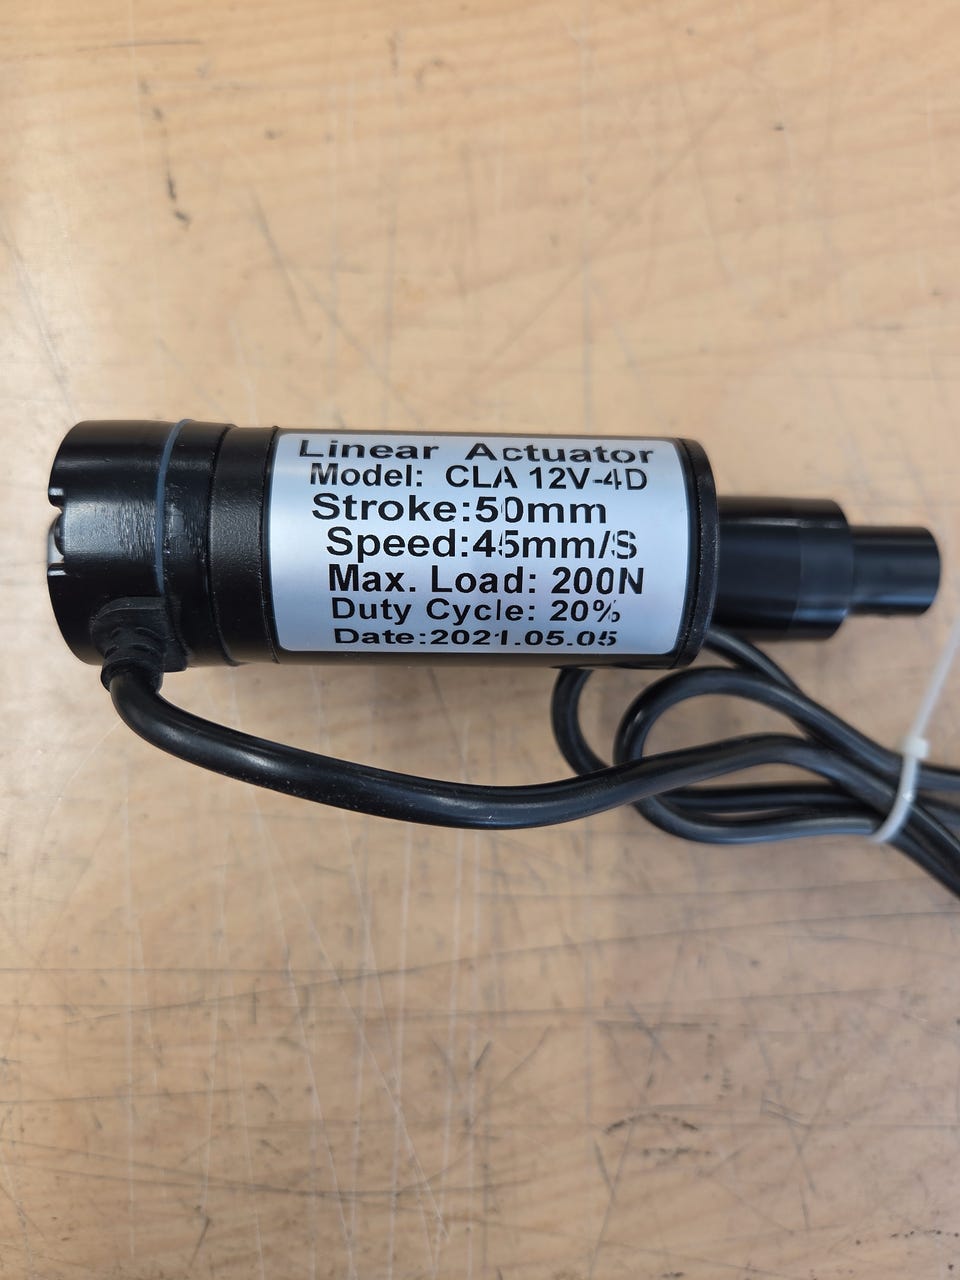 Linear Actuator
Model: CLA 12V-4D
Stroke:50mm
Speed:45mm/S
Max. Load: 200N
Duty Cycle: 20%
Date:2021.05.05